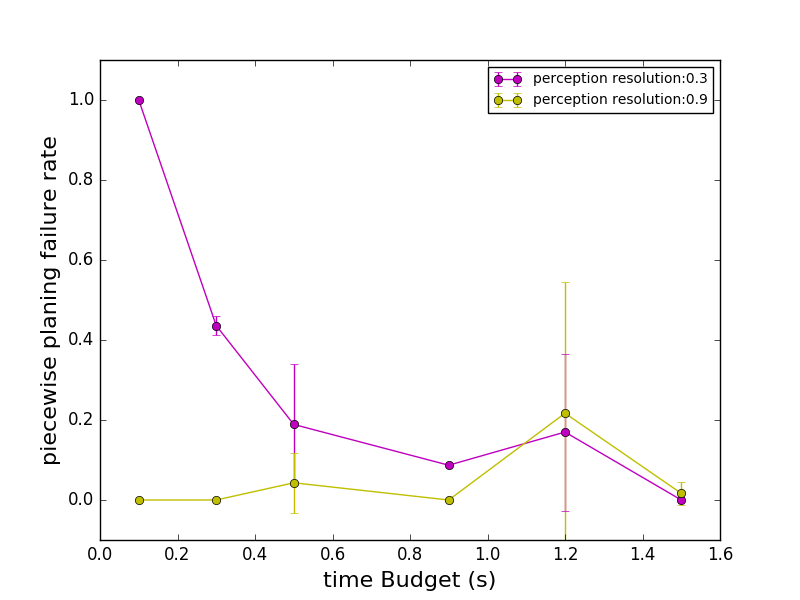 perception resolution:0.3
perception resolution:0.9
piecewise planing failure rate
1.0
0.8
0.6
0.4
0.2
0.0
0.0 0.2 0.4 0.6 0.8 1.0 1.2 1.4 1.6
time Budget (s)